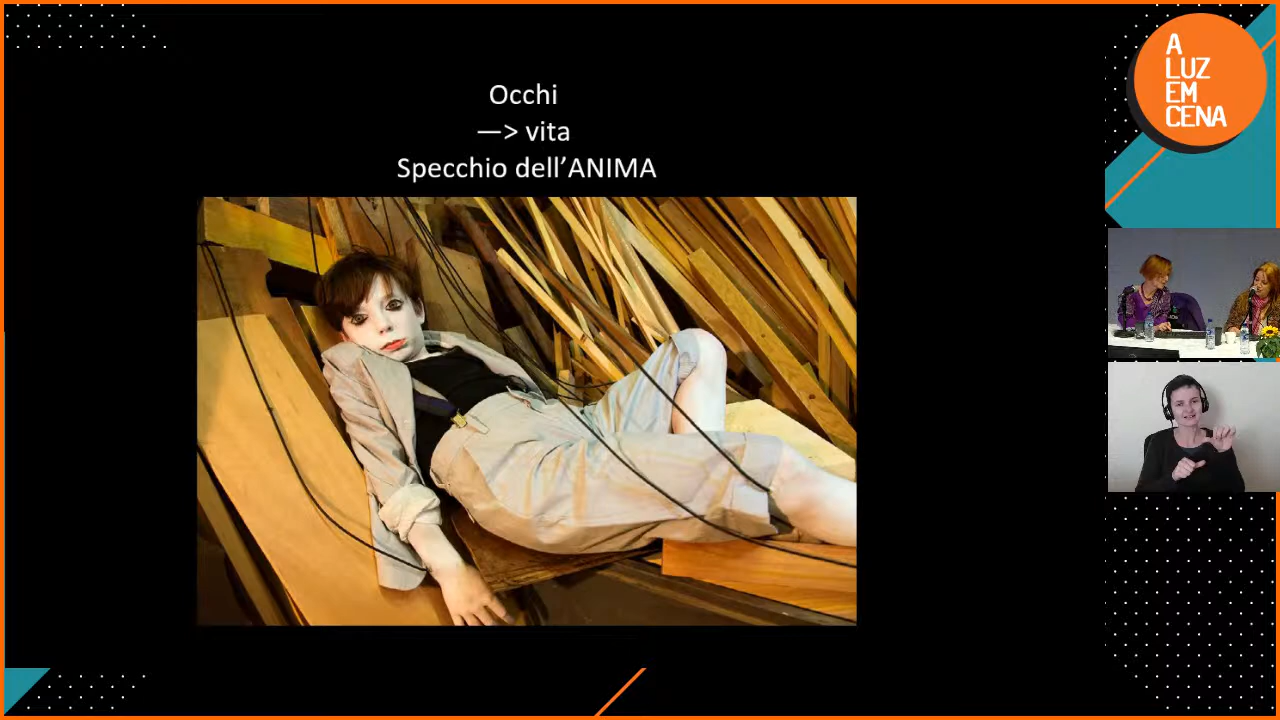 Occhi
—> vita
Specchio dell’ANIMA
A
LUZ
EM
CENA